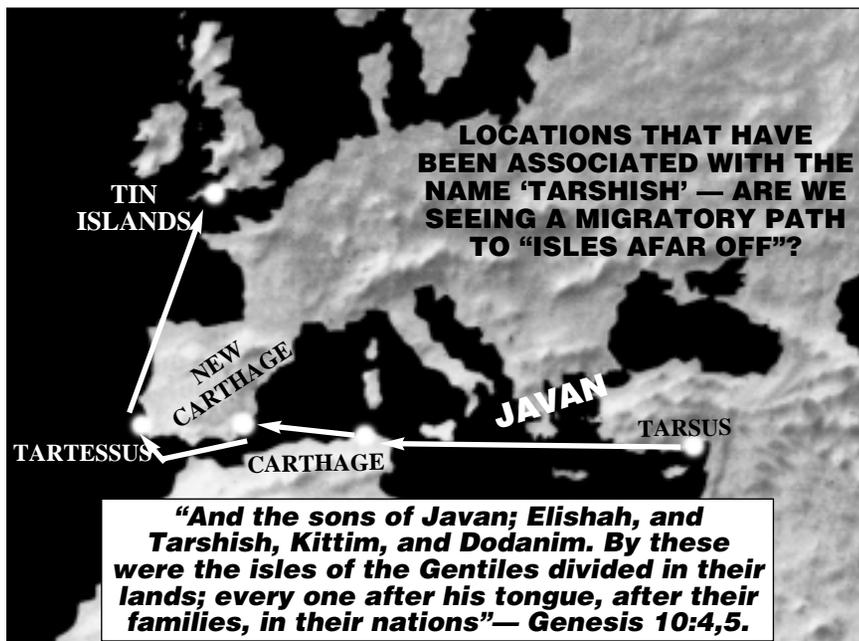 LOCATIONS THAT HAVE
BEEN ASSOCIATED WITH THE
NAME ‘TARSHISH’ — ARE WE
SEEING A MIGRATORY PATH
TO “ISLES AFAR OFF”?
TIN
ISLANDS
NEW
CARTHAGE
JAVAN
TARSUS
TARTESSUS
CARTHAGE
“And the sons of Javan; Elishah, and
Tarshish, Kittim, and Dodanim. By these
were the isles of the Gentiles divided in their
lands; every one after his tongue, after their
families, in their nations”— Genesis 10:4,5.